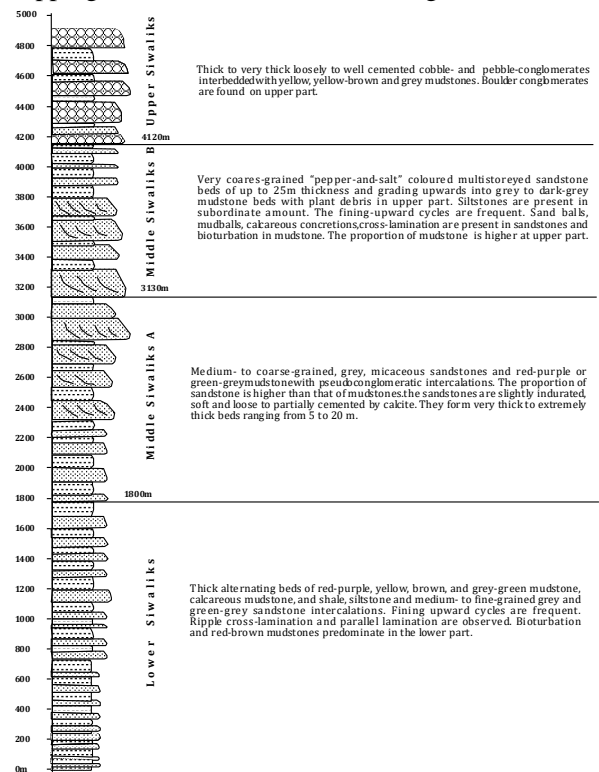 5000
4800
4600
4400
4200
4000
3800
3600
3400
3200
3000
2800
2600
2400
2200
2000
1800
1600
1400
1200
1000
800
600
400
200
0m
Upper Siwaliks
4120m
Thick to very thick loosely to well cemented cobble- and pebble-conglomerates
interbeddedwith yellow, yellow-brown and grey mudstones. Boulder conglomerates
are found on upper part.
Middle Siwaliks B
3130m
Very coares-grained "pepper-and-salt" coloured multistoreyed sandstone
beds of up to 25m thickness and grading upwards into grey to dark-grey
mudstone beds with plant debris in upper part. Siltstones are present in
subordinate amount. The fining-upward cycles are frequent. Sand balls,
mudballs, calcareous concretions,cross-lamination are present in sandstones and
bioturbation in mudstone. The proportion of mudstone is higher at upper part.
Middle Siwaliks A
1800m
Medium- to coarse-grained, grey, micaceous sandstones and red-purple or
green-greymudstonewith pseudoconglomeratic intercalations. The proportion of
sandstone is higher than that of mudstones.the sandstones are slightly indurated,
soft and loose to partially cemented by calcite. They form very thick to extremely
thick beds ranging from 5 to 20 m.
Lower Siwaliks
Thick alternating beds of red-purple, yellow, brown, and grey-green mudstone,
calcareous mudstone, and shale, siltstone and medium- to fine-grained grey and
green-grey sandstone intercalations. Fining upward cycles are frequent.
Ripple cross-lamination and parallel lamination are observed. Bioturbation
and red-brown mudstones predominate in the lower part.